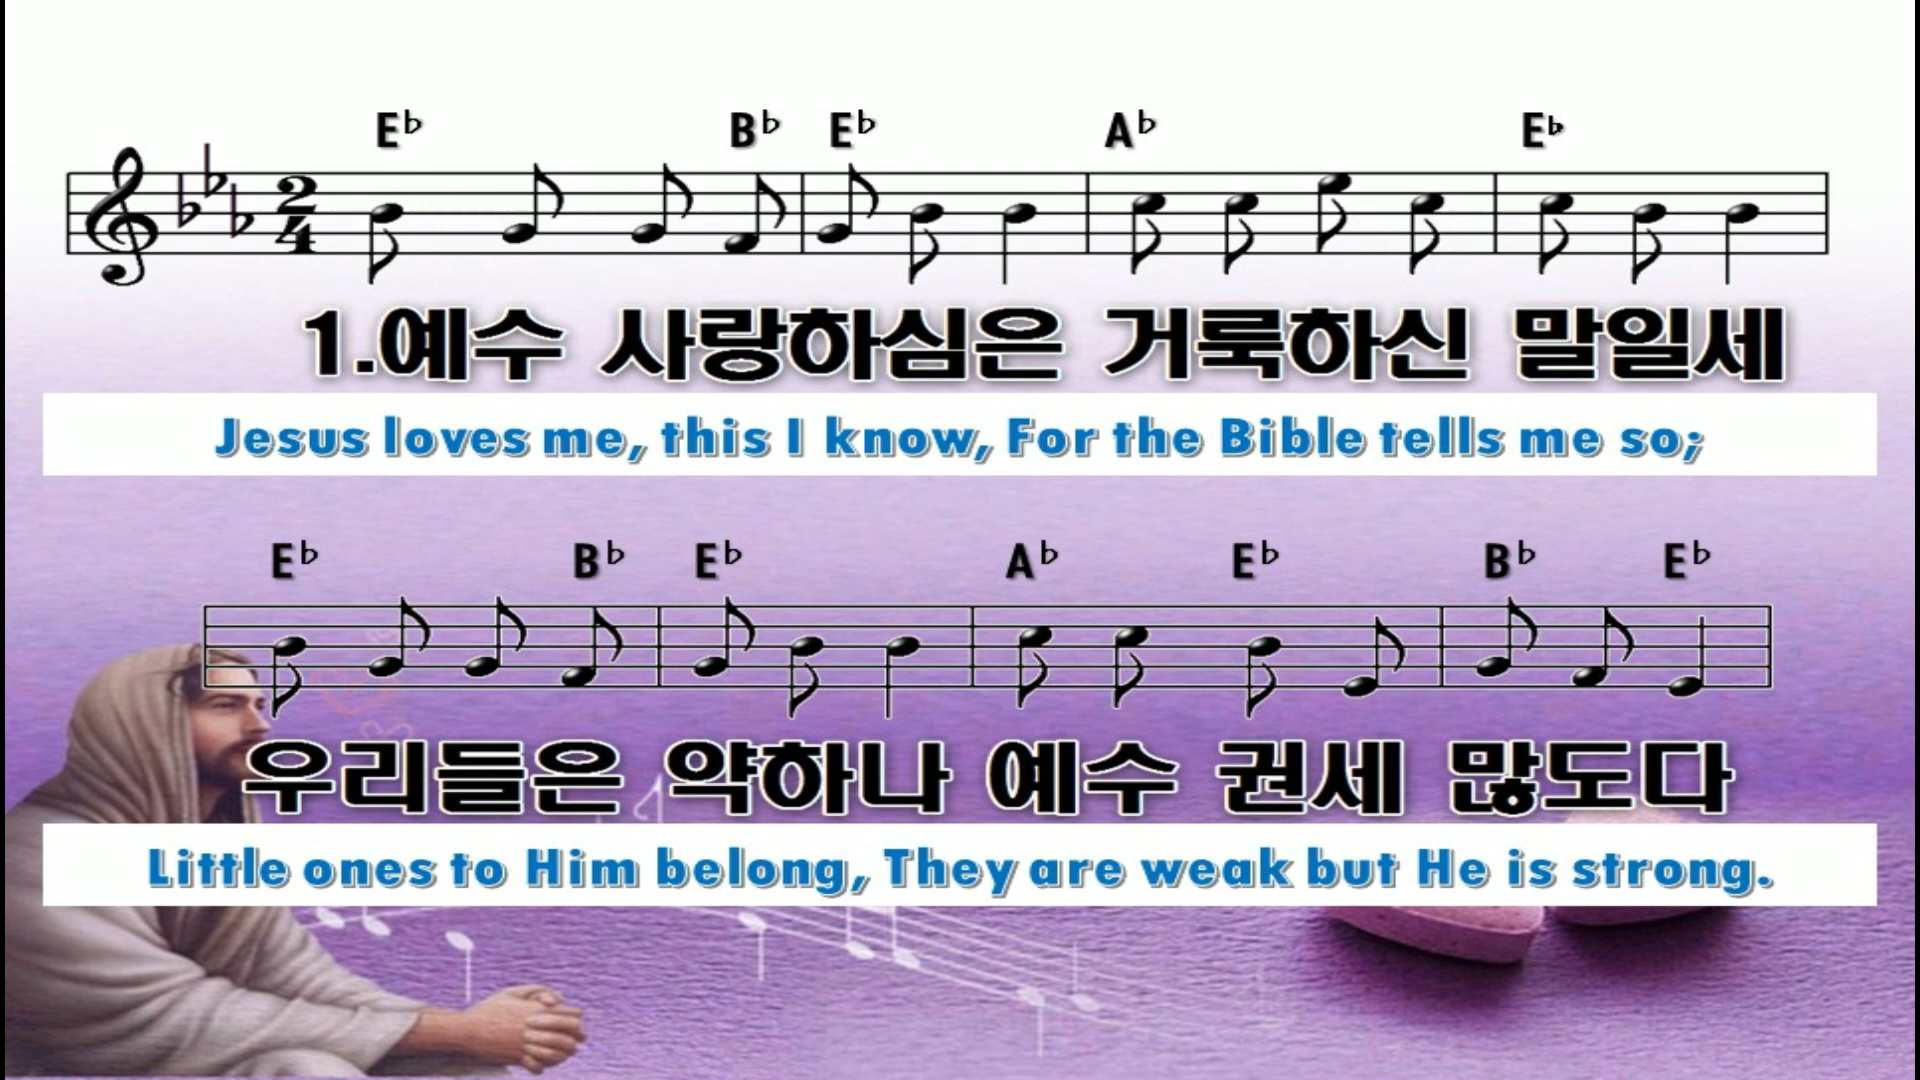 E♭ B♭ E♭ A♭ E♭
2
4
1.예수 사랑하심은 거룩하신 말일세
Jesus loves me, this I know, For the Bible tells me so;
E♭ B♭ E♭ A♭ E♭ B♭ E♭
우리들은 약하나 예수 권세 많도다
Little ones to Him belong, They are weak but He is strong.